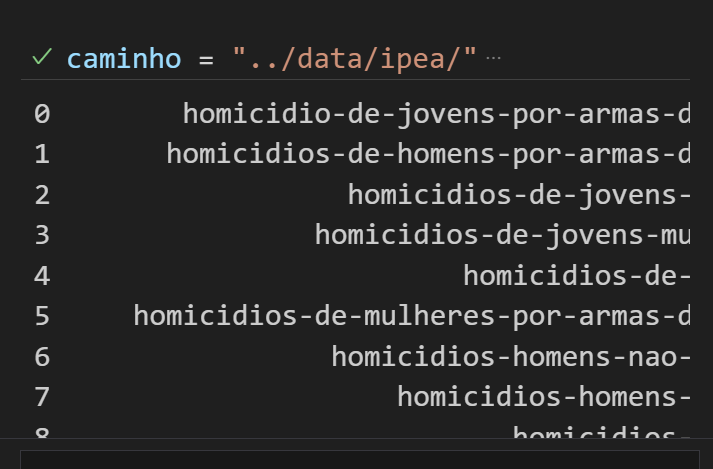 caminho = "../data/ipea/" ...
0 homicidio-de-jovens-por-armas-d
1 homicidios-de-homens-por-armas-d
2 homicidios-de-jovens-
3 homicidios-de-jovens-mu
4 homicidios-de-
5 homicidios-de-mulheres-por-armas-d
6 homicidios-homens-nao-
7 homicidios-homens-
8 homicidios-